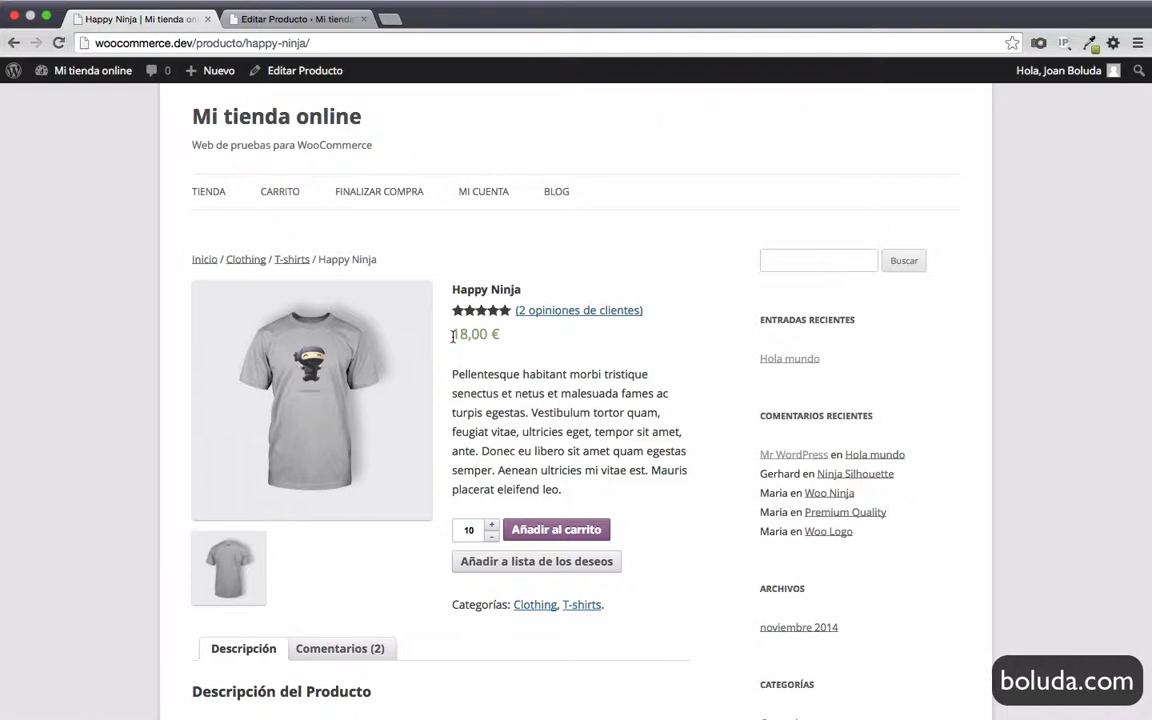 Happy Ninja | Mi tienda on
Editar Producto ‹ Mi tienda
woocommerce.dev/producto/happy-ninja/
Mi tienda online
0
Nuevo
Editar Producto
Hola, Joan Boluda
Mi tienda online
Web de pruebas para WooCommerce
TIENDA
CARRITO
FINALIZAR COMPRA
MI CUENTA
BLOG
Inicio / Clothing / T-shirts / Happy Ninja
Happy Ninja
(2 opiniones de clientes)
18,00 €
Pellentesque habitant morbi tristique
senectus et netus et malesuada fames ac
turpis egestas. Vestibulum tortor quam,
feugiat vitae, ultricies eget, tempor sit amet,
ante. Donec eu libero sit amet quam egestas
semper. Aenean ultricies mi vitae est. Mauris
placerat eleifend leo.
10
+
-
Añadir al carrito
Añadir a lista de los deseos
Categorías: Clothing, T-shirts.
Descripción
Comentarios (2)
Descripción del Producto
Buscar
ENTRADAS RECIENTES
Hola mundo
COMENTARIOS RECIENTES
Mr WordPress en Hola mundo
Gerhard en Ninja Silhouette
Maria en Woo Ninja
Maria en Premium Quality
Maria en Woo Logo
ARCHIVOS
noviembre 2014
CATEGORÍAS
boluda.com